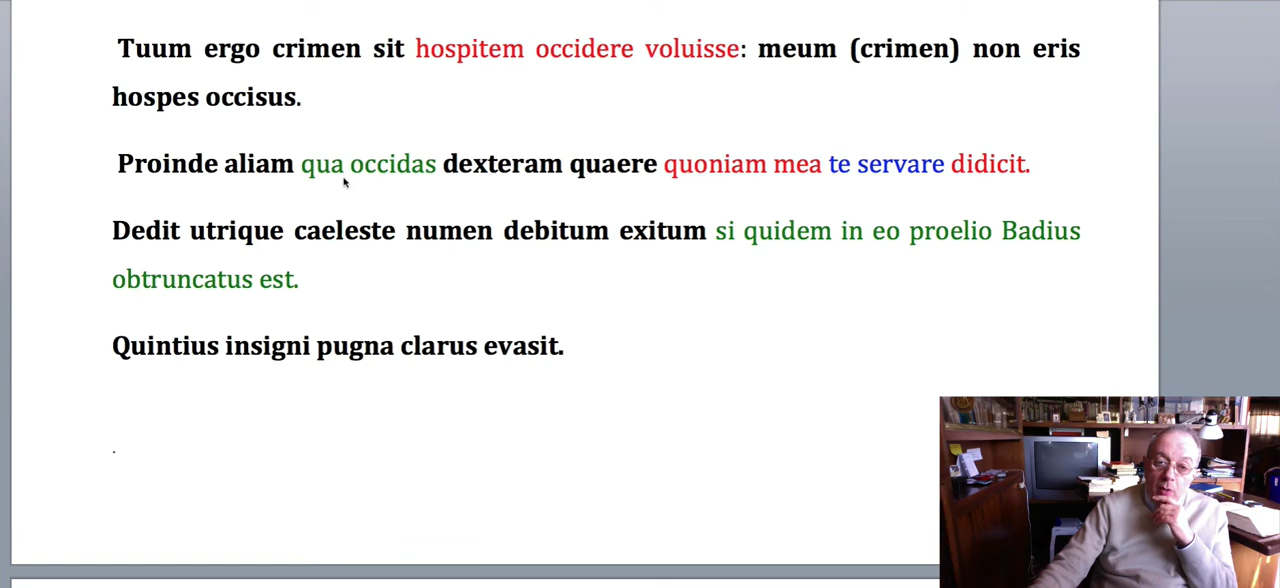 Tuum ergo crimen sit hospitem occidere voluisse: meum (crimen) non eris
hospes occisus.
Proinde aliam qua occidas dexteram quaere quoniam mea te servare didicit.
Dedit utrique caeleste numen debitum exitum si quidem in eo proelio Badius
obtruncatus est.
Quintius insigni pugna clarus evasit.
.